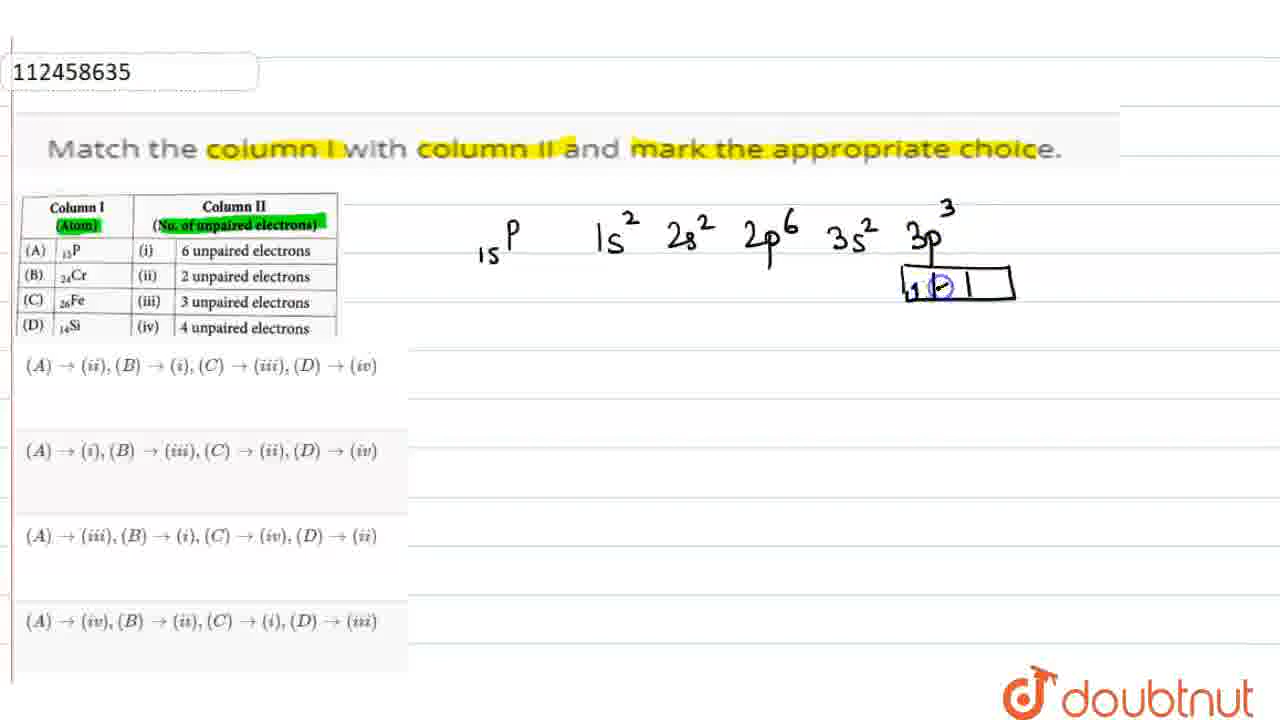 112458635
Match the column I with column II and mark the appropriate choice.
Column I Column II
(Atom) (No. of unpaired electrons)
(A) ₁₅P (i) 6 unpaired electrons
(B) ₂₄Cr (ii) 2 unpaired electrons
(C) ₂₆Fe (iii) 3 unpaired electrons
(D) ₁₄Si (iv) 4 unpaired electrons
₁₅P 1s² 2s² 2p⁶ 3s² 3p³
(A) → (ii), (B) → (i), (C) → (iii), (D) → (iv)
(A) → (i), (B) → (iii), (C) → (ii), (D) → (iv)
(A) → (iii), (B) → (i), (C) → (iv), (D) → (ii)
(A) → (iv), (B) → (ii), (C) → (i), (D) → (iii)
doubtnut